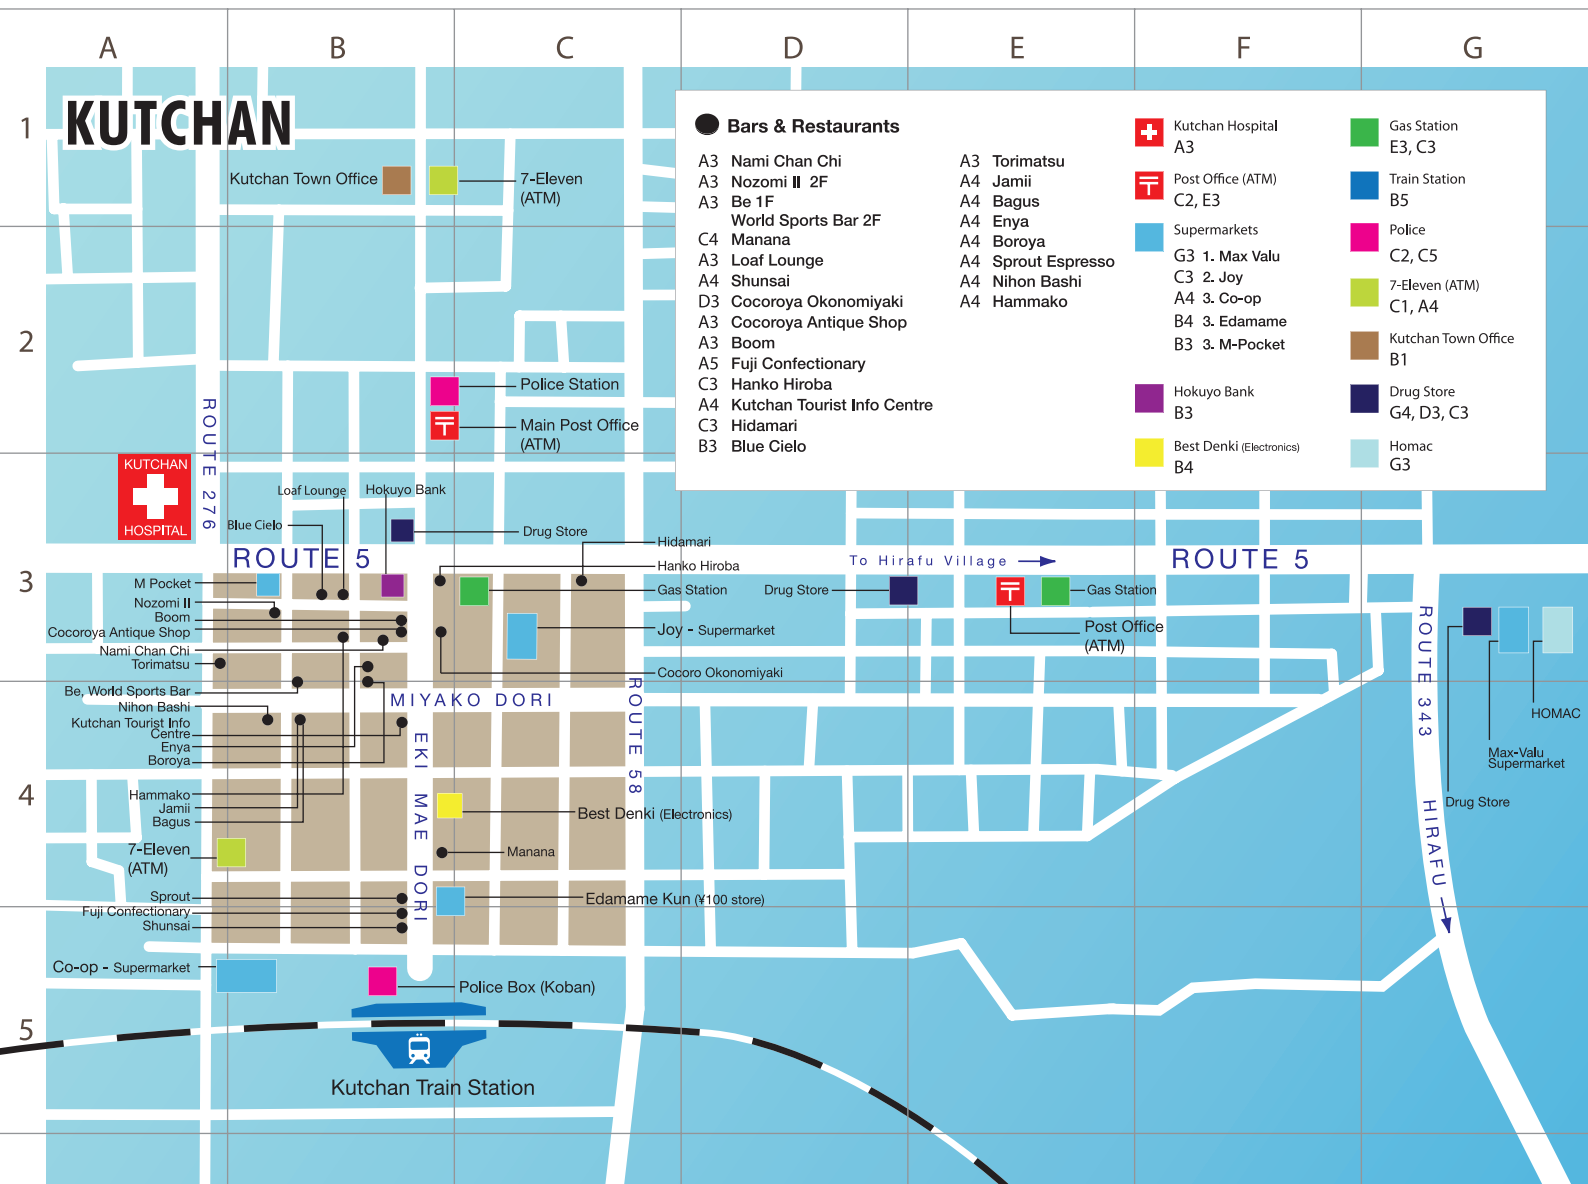 A B C D E F G
1
2
3
4
5
KUTCHAN
Kutchan Town Office
7-Eleven
(ATM)
Police Station
Main Post Office
(ATM)
ROUTE 276
KUTCHAN
HOSPITAL
Loaf Lounge
Hokuyo Bank
Blue Cielo
Drug Store
ROUTE 5
Hidamari
Hanko Hiroba
Gas Station
Joy - Supermarket
Cocoro Okonomiyaki
M Pocket
Nozomi II
Boom
Cocoroya Antique Shop
Nami Chan Chi
Torimatsu
Be, World Sports Bar
Nihon Bashi
Kutchan Tourist Info
Centre
Enya
Boroya
Hammako
Jamii
Bagus
7-Eleven
(ATM)
Sprout
Fuji Confectionary
Shunsai
Co-op - Supermarket
MIYAKO DORI
EKI MAE DORI
ROUTE 58
Best Denki (Electronics)
Manana
Edamame Kun (¥100 store)
Police Box (Koban)
Kutchan Train Station
To Hirafu Village
ROUTE 5
Drug Store
Gas Station
Post Office
(ATM)
ROUTE 343
HIRAFU
HOMAC
Max-Valu
Supermarket
Drug Store
Bars & Restaurants
A3 Nami Chan Chi
A3 Nozomi II 2F
A3 Be 1F
World Sports Bar 2F
C4 Manana
A3 Loaf Lounge
A4 Shunsai
D3 Cocoroya Okonomiyaki
A3 Cocoroya Antique Shop
A3 Boom
A5 Fuji Confectionary
C3 Hanko Hiroba
A4 Kutchan Tourist Info Centre
C3 Hidamari
B3 Blue Cielo
A3 Torimatsu
A4 Jamii
A4 Bagus
A4 Enya
A4 Boroya
A4 Sprout Espresso
A4 Nihon Bashi
A4 Hammako
Kutchan Hospital
A3
Post Office (ATM)
C2, E3
Supermarkets
G3 1. Max Valu
C3 2. Joy
A4 3. Co-op
B4 3. Edamame
B3 3. M-Pocket
Hokuyo Bank
B3
Best Denki (Electronics)
B4
Gas Station
E3, C3
Train Station
B5
Police
C2, C5
7-Eleven (ATM)
C1, A4
Kutchan Town Office
B1
Drug Store
G4, D3, C3
Homac
G3